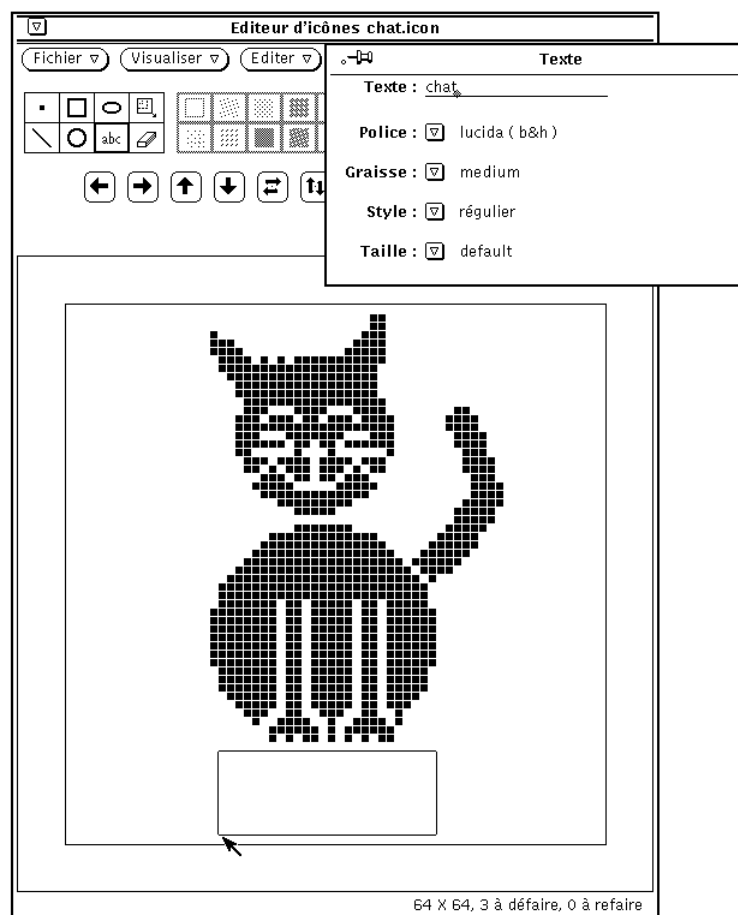 Editeur d'icônes chat.icon
Fichier Visualiser Editer
Texte
Texte : chat
abc
Police : lucida ( b&h )
Graisse : medium
Style : régulier
Taille : default
64 X 64, 3 à défaire, 0 à refaire